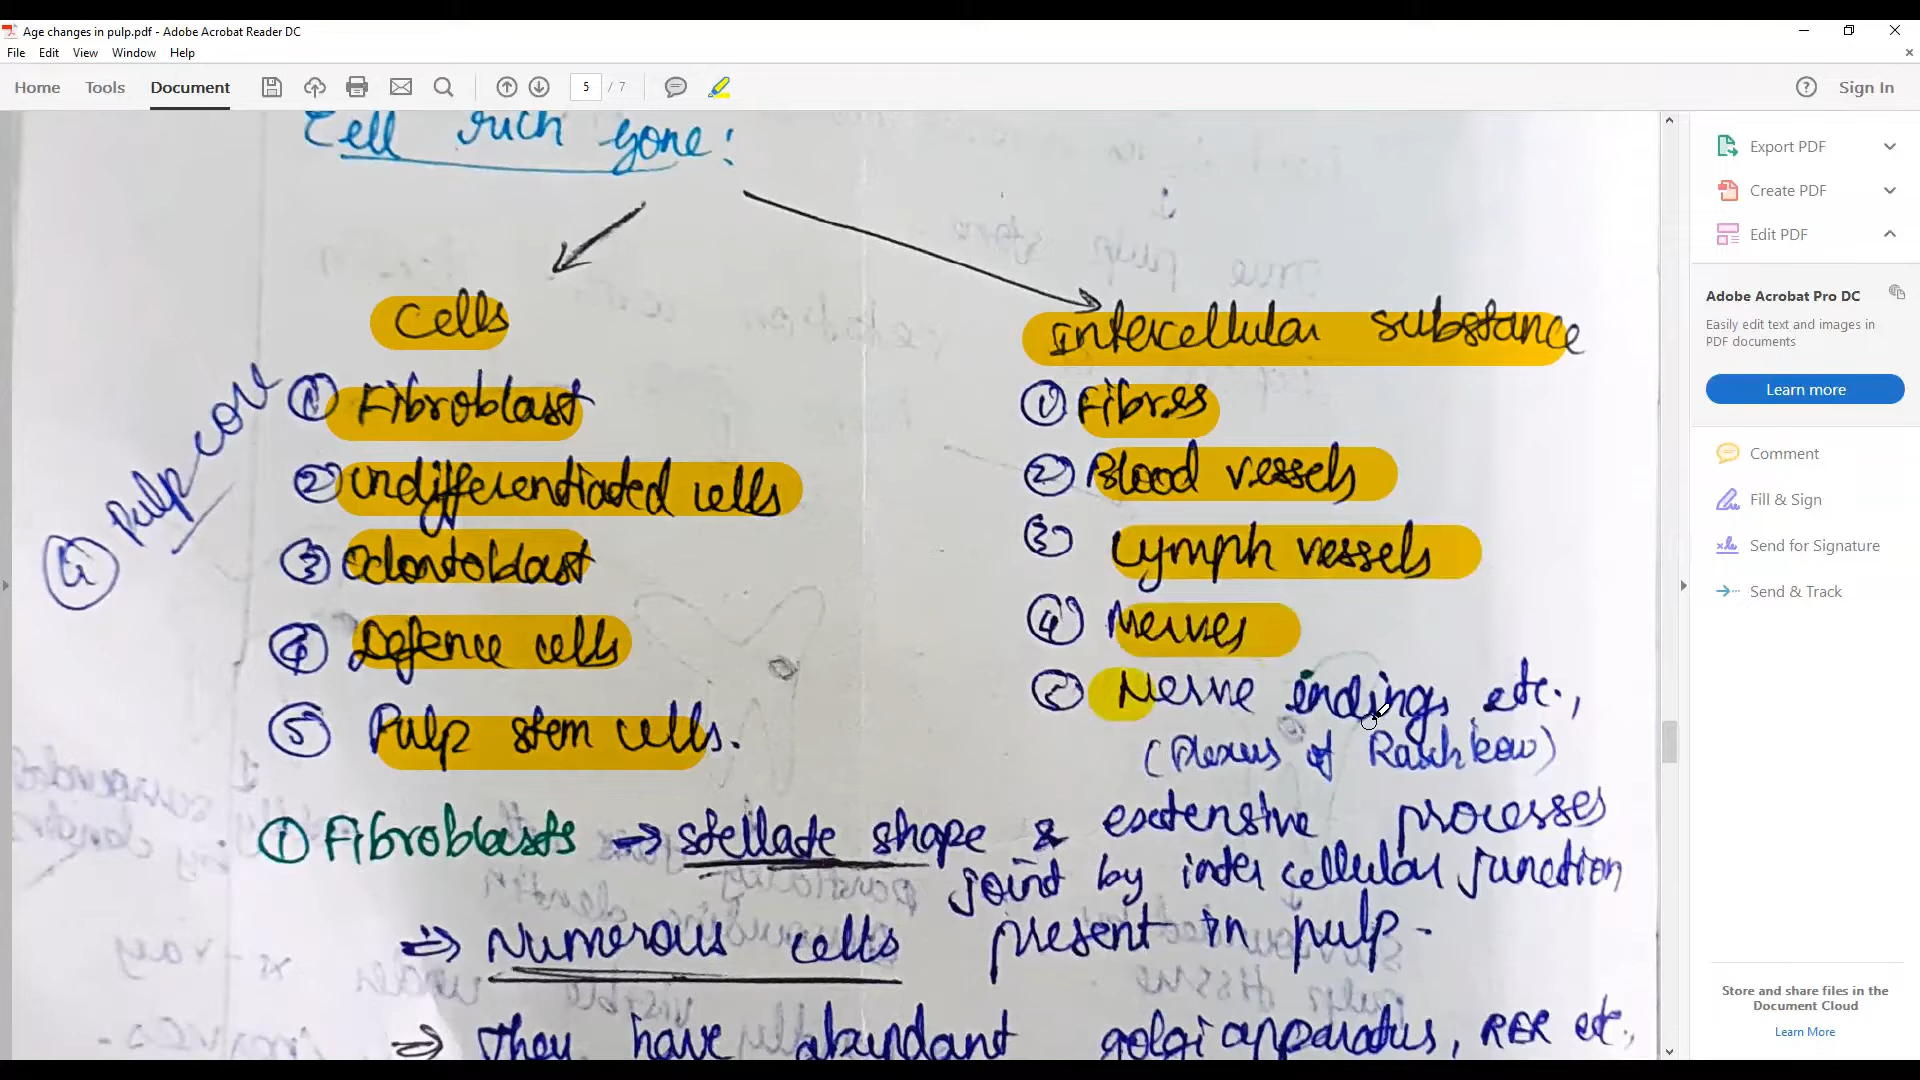 Age changes in pulp.pdf - Adobe Acrobat Reader DC
File Edit View Window Help
Home Tools Document 5 / 7 Sign In
Cell rich zone:
Cells
① Fibroblast
② Undifferentiated cells
③ Odontoblast
④ Defence cells
⑤ Pulp stem cells.
④ Pulp core
Intercellular substance
① Fibres
② Blood vessels
③ Lymph vessels
④ Nerves
⑤ Nerve endings etc.,
(Plexus of Raschkow)
① Fibroblasts → stellate shape & extensive processes
joint by inter cellular junction
⇒ Numerous cells present in pulp.
⇒ They have abundant golgi apparatus, RER etc.,
Export PDF
Create PDF
Edit PDF
Adobe Acrobat Pro DC
Easily edit text and images in
PDF documents
Learn more
Comment
Fill & Sign
Send for Signature
Send & Track
Store and share files in the
Document Cloud
Learn More